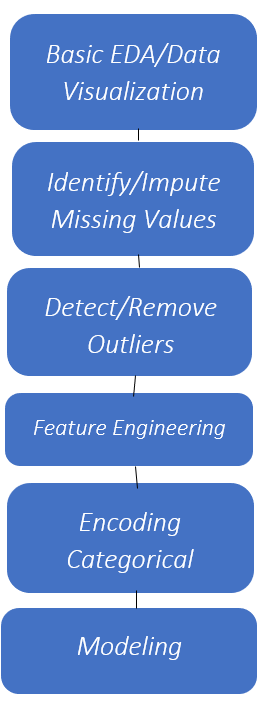 Basic EDA/Data
Visualization
Identify/Impute
Missing Values
Detect/Remove
Outliers
Feature Engineering
Encoding
Categorical
Modeling